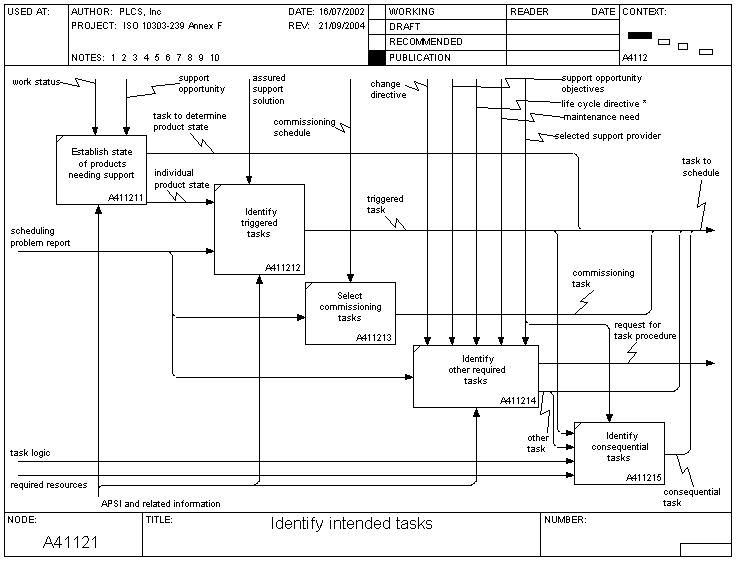 USED AT:
AUTHOR: PLCS, Inc
DATE: 16/07/2002
PROJECT: ISO 10303-239 Annex F
REV: 21/09/2004
NOTES: 1 2 3 4 5 6 7 8 9 10
WORKING
DRAFT
RECOMMENDED
PUBLICATION
READER DATE
CONTEXT:
A4112
work status
support
opportunity
assured
support
solution
change
directive
support opportunity
objectives
life cycle directive *
maintenance need
selected support provider
task to determine
product state
commissioning
schedule
Establish state
of products
needing support
A411211
individual
product state
task to
schedule
Identify
triggered
tasks
A411212
triggered
task
scheduling
problem report
commissioning
task
Select
commissioning
tasks
A411213
request for
task procedure
Identify
other required
tasks
A411214
other
task
Identify
consequential
tasks
A411215
task logic
required resources
consequential
task
APSI and related information
NODE:
A41121
TITLE:
Identify intended tasks
NUMBER: